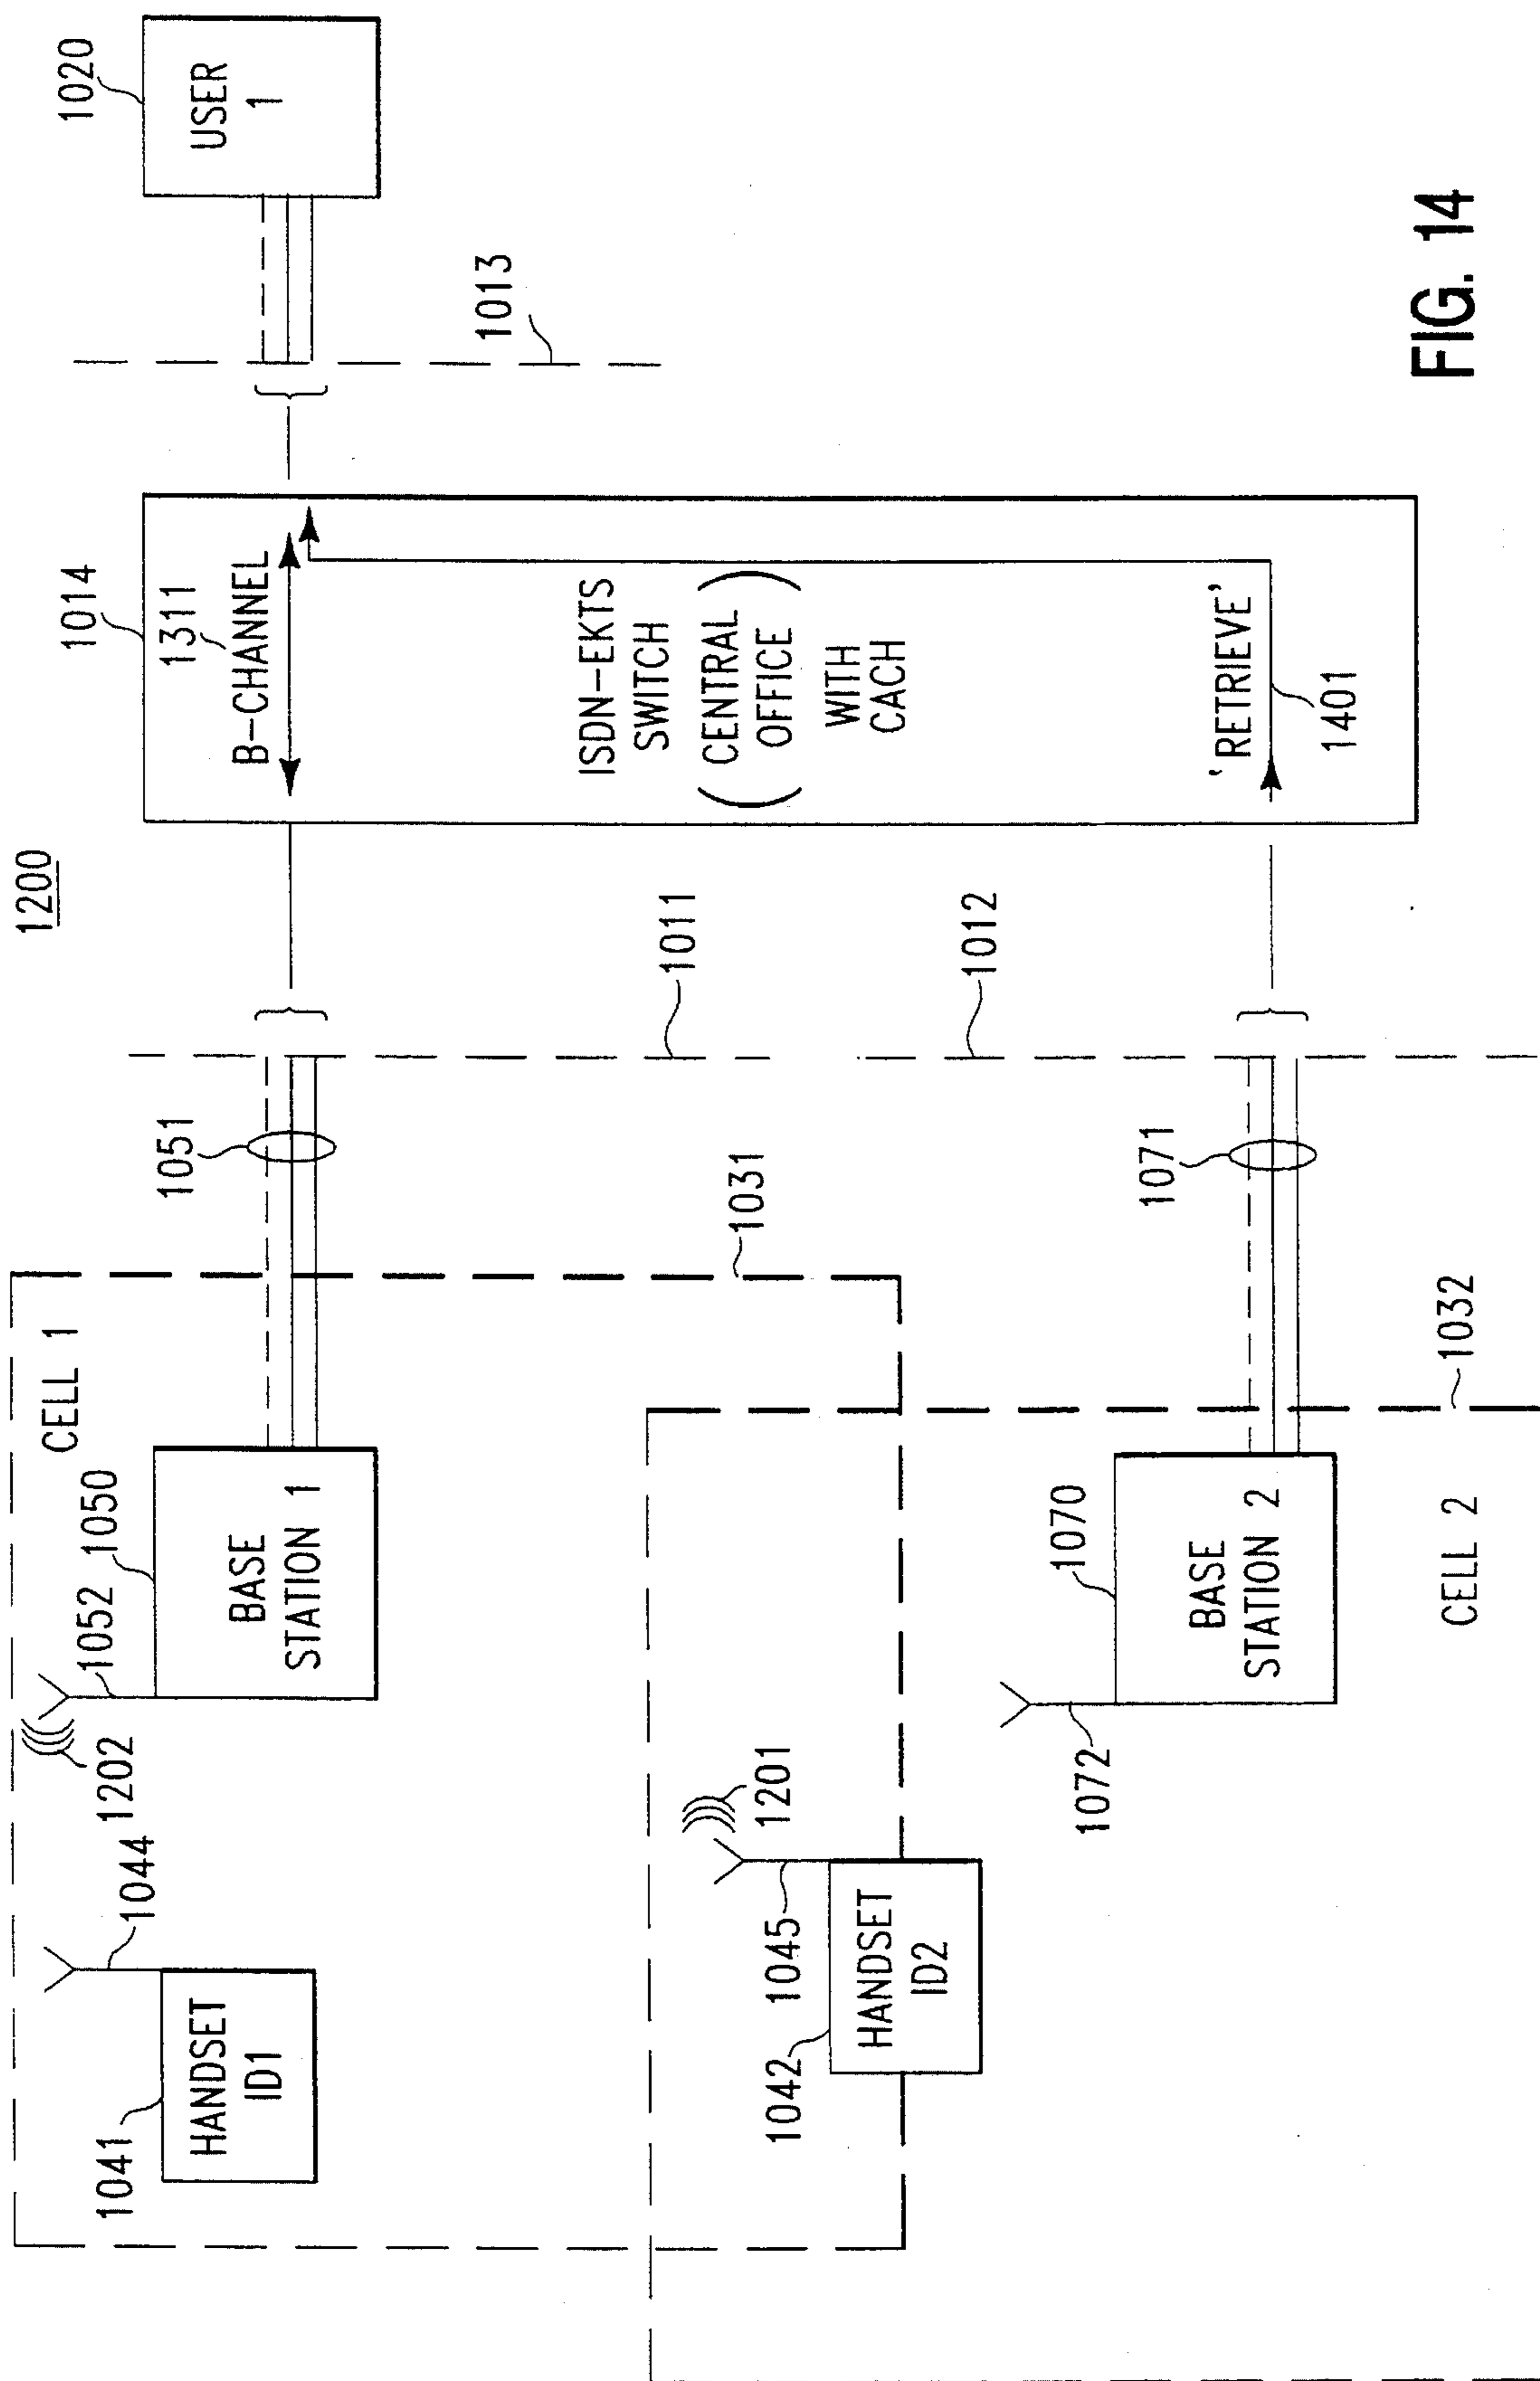 1200
CELL 1
1041
HANDSET
ID1
1044
1202
1052
1050
BASE
STATION 1
1051
1014
1311
B-CHANNEL
1020
USER
1
1013
1031
1011
ISDN-EKTS
SWITCH
(CENTRAL
OFFICE)
WITH
CACH
1042
HANDSET
ID2
1045
1201
1012
1072
1070
BASE
STATION 2
1071
'RETRIEVE'
1401
CELL 2
1032
FIG. 14